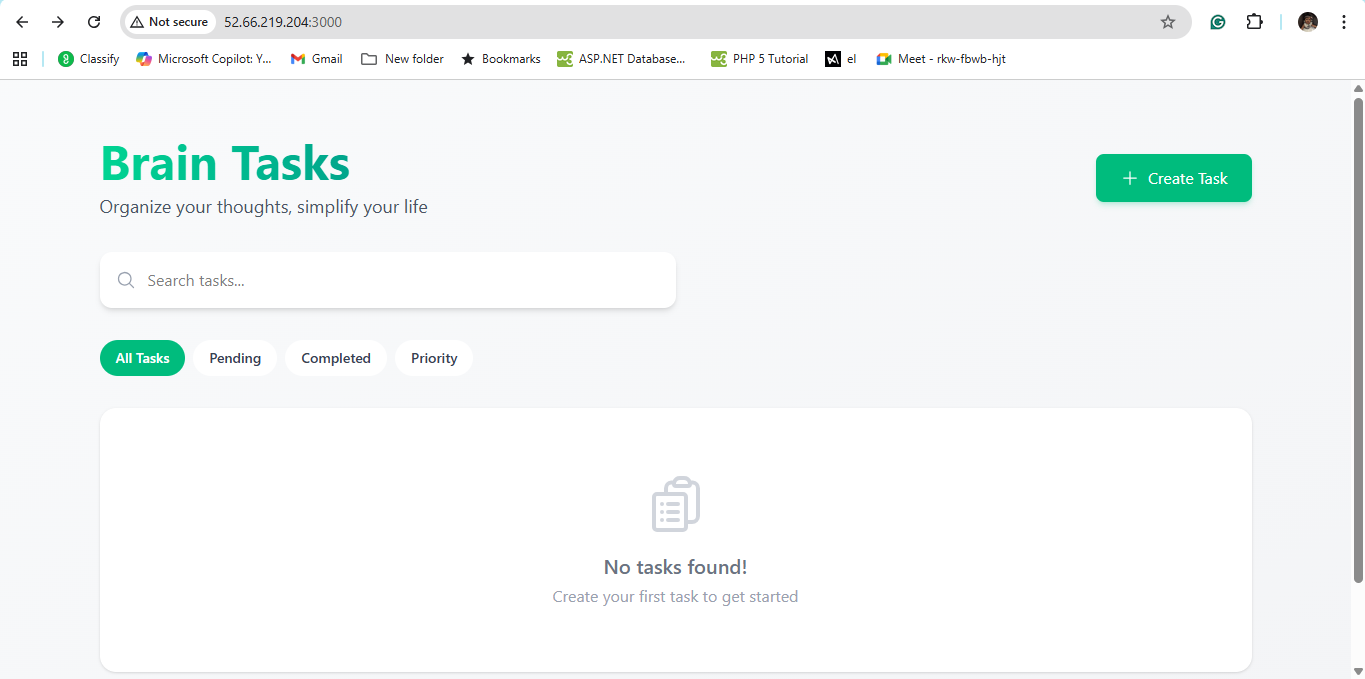 Not secure 52.66.219.204:3000
Classify Microsoft Copilot: Y... Gmail New folder Bookmarks ASP.NET Database... PHP 5 Tutorial el Meet - rkw-fbwb-hjt
Brain Tasks
Organize your thoughts, simplify your life
+ Create Task
Search tasks...
All Tasks Pending Completed Priority
No tasks found!
Create your first task to get started